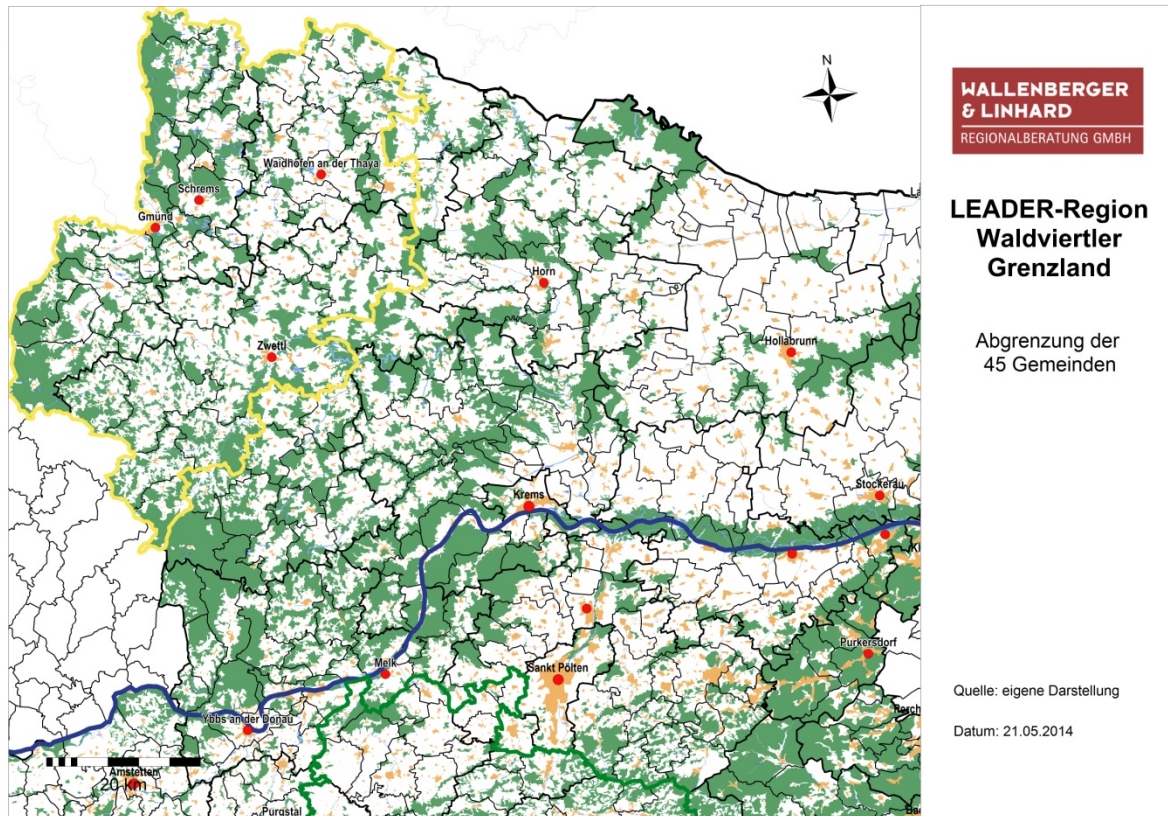 N
Waidhofen an der Thaya
Schrems
Gmünd
Horn
Zwettl
Hollabrunn
Krems
Stockerau
Purkersdorf
Melk
Sankt Pölten
Ybbs an der Donau
Amstetten
20 km
Purgstal
WALLENBERGER
& LINHARD
REGIONALBERATUNG GMBH
LEADER-Region
Waldviertler
Grenzland
Abgrenzung der
45 Gemeinden
Quelle: eigene Darstellung
Datum: 21.05.2014